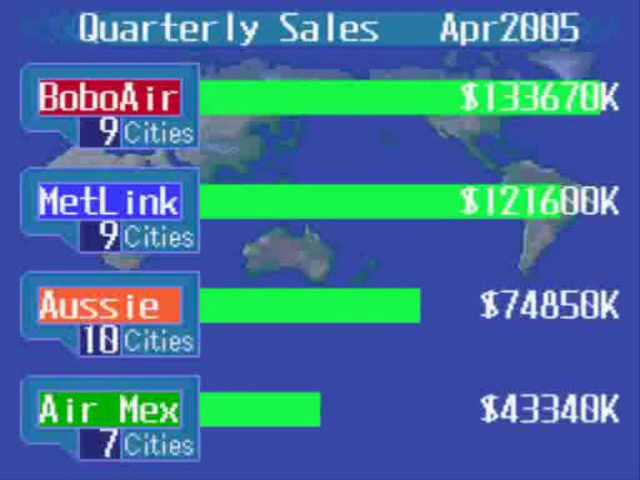 Quarterly Sales Apr2005
BoboAir $133670K
9 Cities
MetLink $121600K
9 Cities
Aussie $74850K
10 Cities
Air Mex $43340K
7 Cities